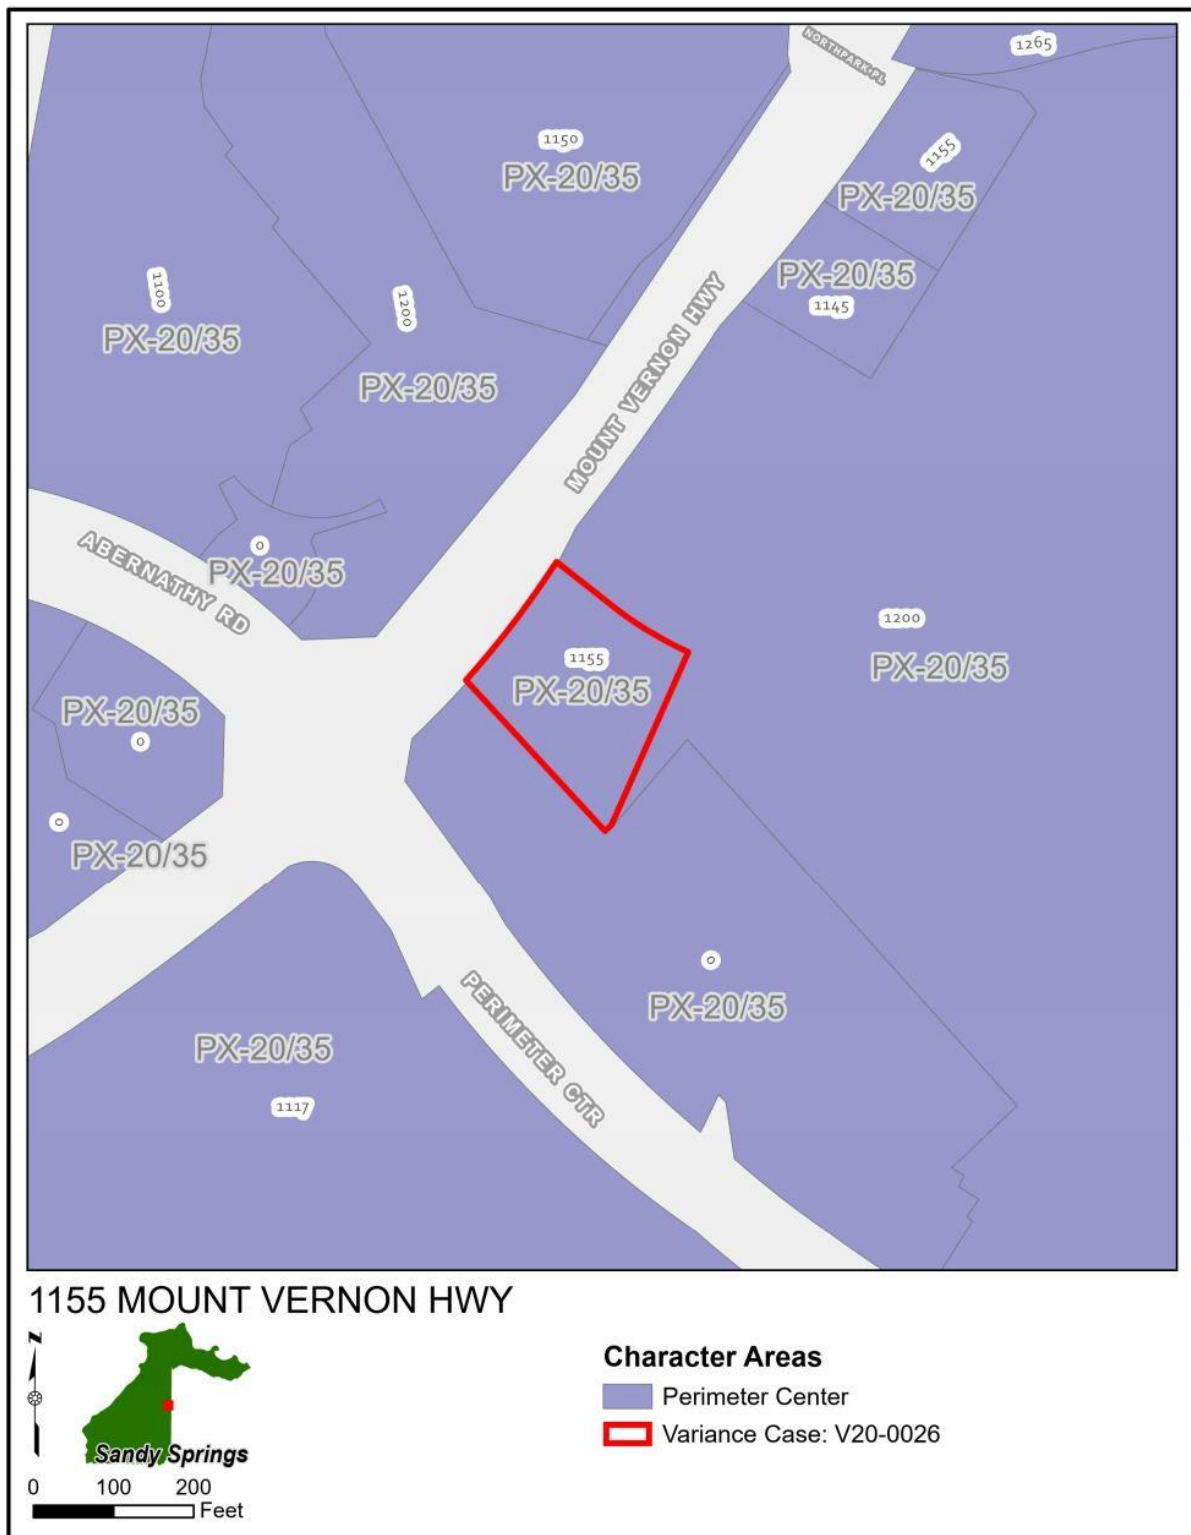 NORTHPARK PL
1265
1150
PX-20/35
1155
PX-20/35
PX-20/35
1145
1100
PX-20/35
1200
PX-20/35
MOUNT VERNON HWY
ABERNATHY RD
0
PX-20/35
1155
PX-20/35
1200
PX-20/35
PX-20/35
0
0
PX-20/35
0
PX-20/35
PERIMETER CTR
PX-20/35
1117
1155 MOUNT VERNON HWY
N
Sandy Springs
0 100 200
Feet
Character Areas
Perimeter Center
Variance Case: V20-0026